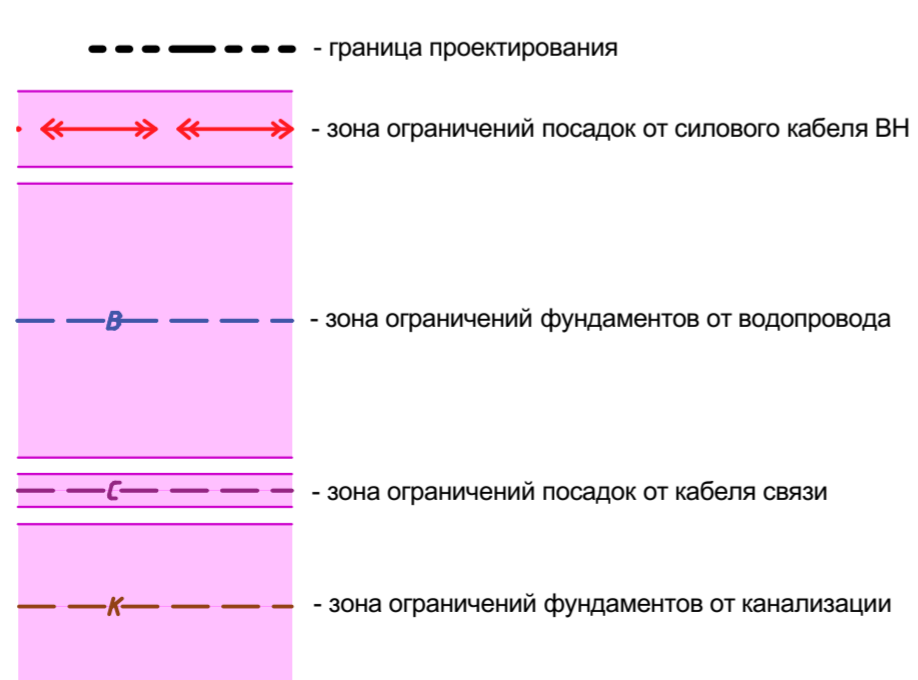 - граница проектирования
- зона ограничений посадок от силового кабеля ВН
В
- зона ограничений фундаментов от водопровода
С
- зона ограничений посадок от кабеля связи
К
- зона ограничений фундаментов от канализации